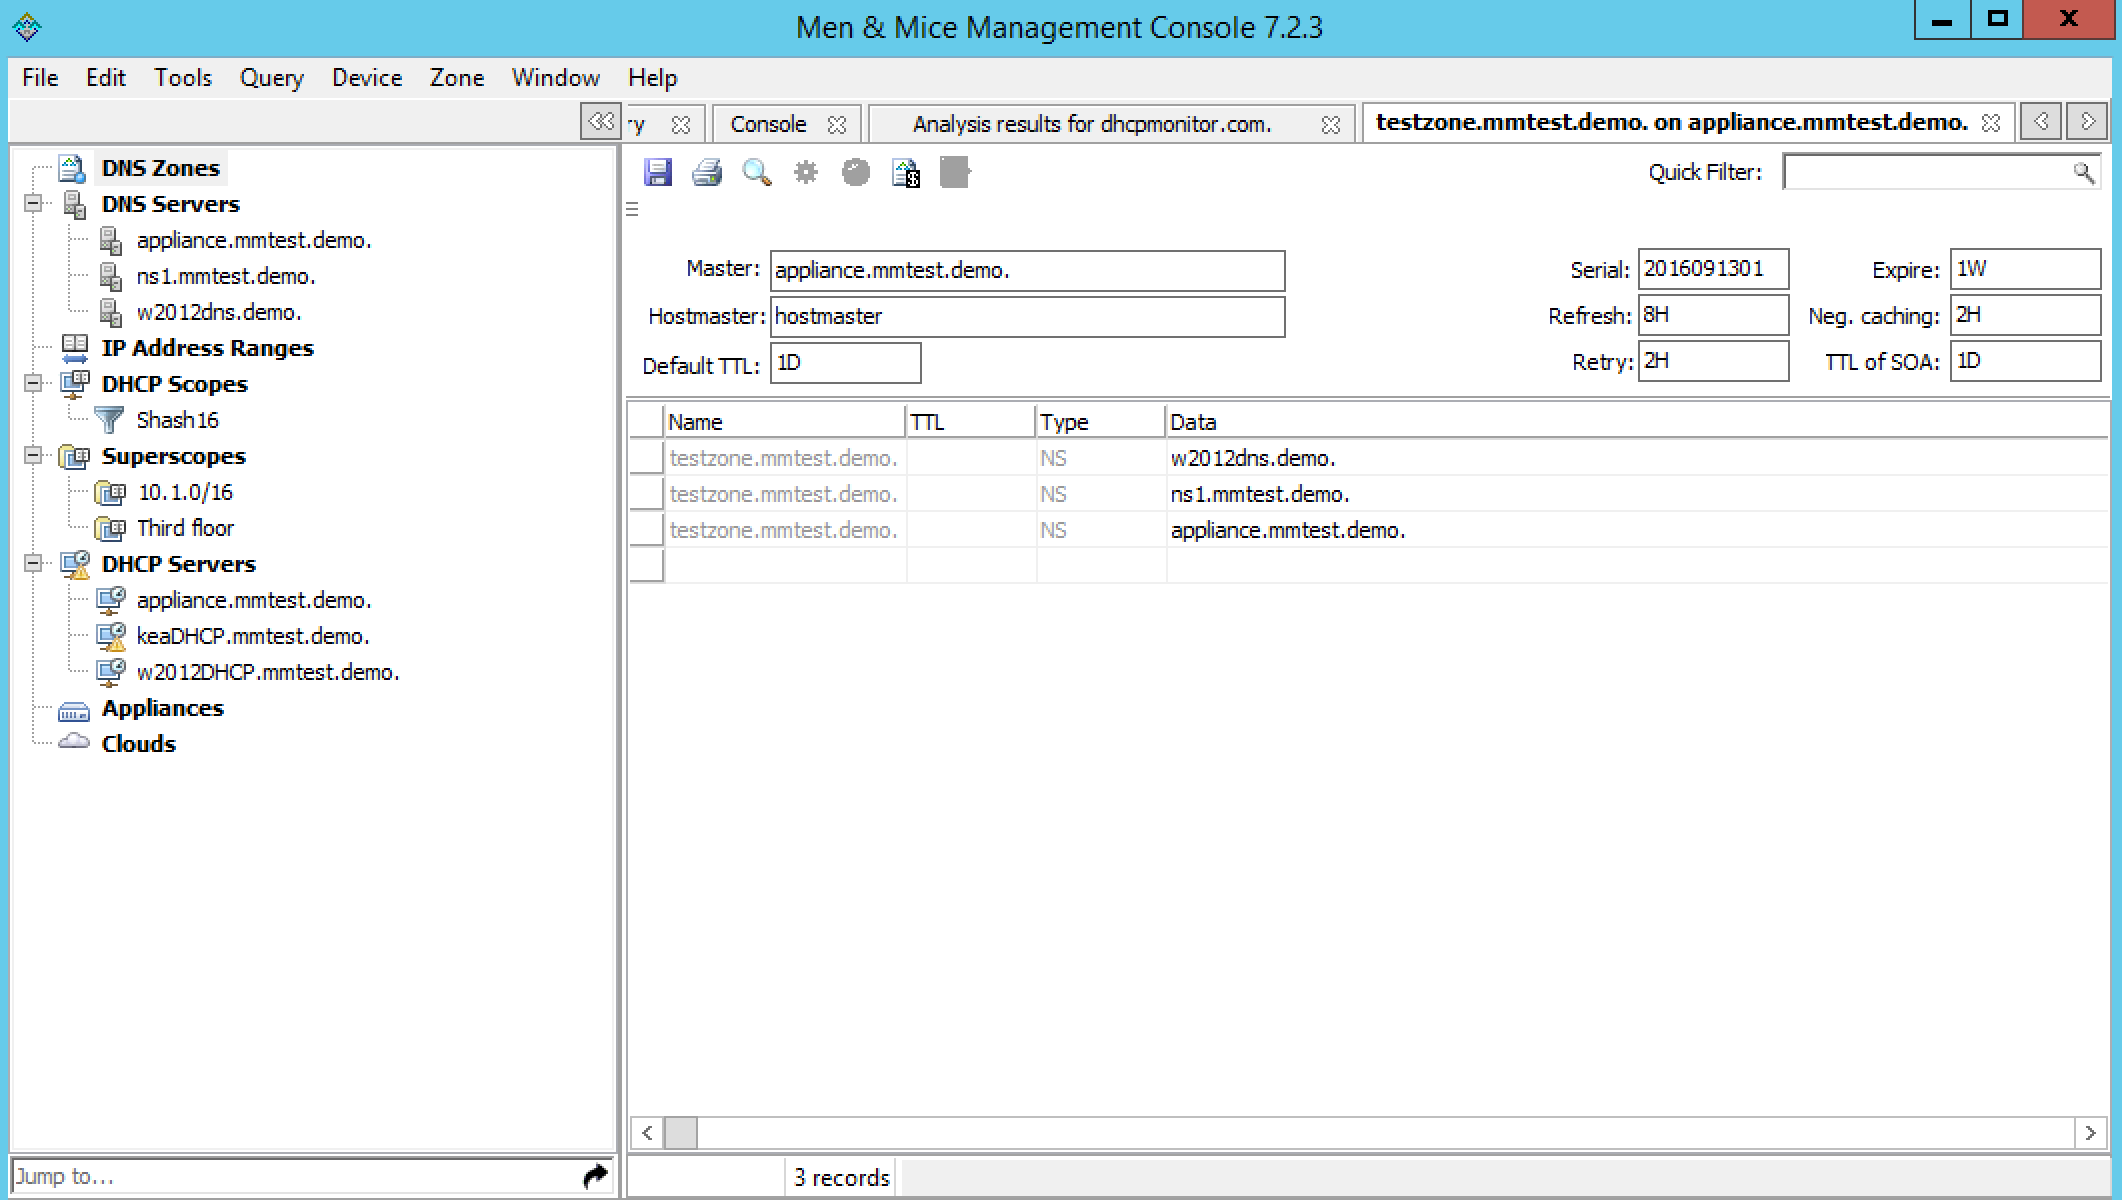 Men & Mice Management Console 7.2.3
File Edit Tools Query Device Zone Window Help
ry Console Analysis results for dhcpmonitor.com. testzone.mmtest.demo. on appliance.mmtest.demo.
DNS Zones
DNS Servers
appliance.mmtest.demo.
ns1.mmtest.demo.
w2012dns.demo.
IP Address Ranges
DHCP Scopes
Shash16
Superscopes
10.1.0/16
Third floor
DHCP Servers
appliance.mmtest.demo.
keaDHCP.mmtest.demo.
w2012DHCP.mmtest.demo.
Appliances
Clouds
Jump to...
Quick Filter:
Master: appliance.mmtest.demo. Serial: 2016091301 Expire: 1W
Hostmaster: hostmaster Refresh: 8H Neg. caching: 2H
Default TTL: 1D Retry: 2H TTL of SOA: 1D
Name TTL Type Data
testzone.mmtest.demo. NS w2012dns.demo.
testzone.mmtest.demo. NS ns1.mmtest.demo.
testzone.mmtest.demo. NS appliance.mmtest.demo.
3 records